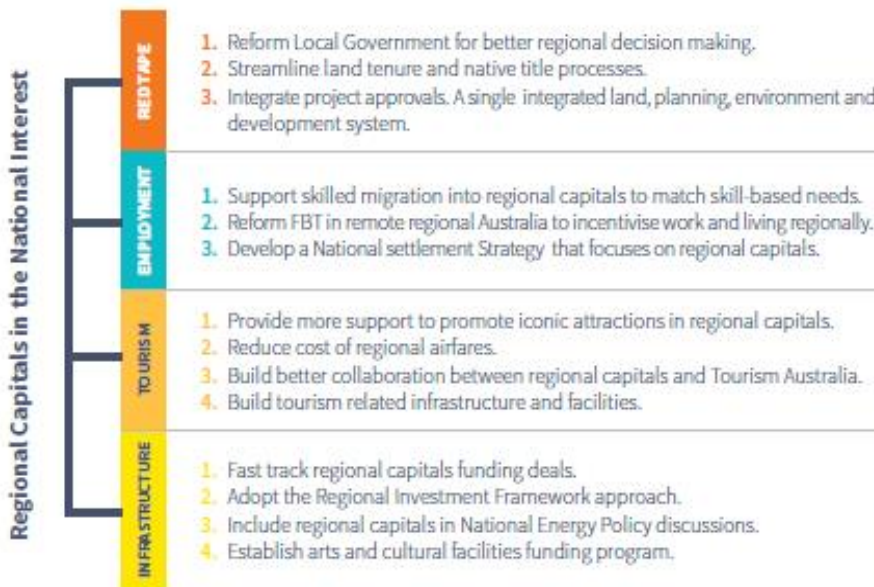 Regional Capitals in the National Interest
RED TAPE
1. Reform Local Government for better regional decision making.
2. Streamline land tenure and native title processes.
3. Integrate project approvals. A single integrated land, planning, environment and
development system.
EMPLOYMENT
1. Support skilled migration into regional capitals to match skill-based needs.
2. Reform FBT in remote regional Australia to incentivise work and living regionally.
3. Develop a National settlement Strategy that focuses on regional capitals.
TOURISM
1. Provide more support to promote iconic attractions in regional capitals.
2. Reduce cost of regional airfares.
3. Build better collaboration between regional capitals and Tourism Australia.
4. Build tourism related infrastructure and facilities.
INFRASTRUCTURE
1. Fast track regional capitals funding deals.
2. Adopt the Regional Investment Framework approach.
3. Include regional capitals in National Energy Policy discussions.
4. Establish arts and cultural facilities funding program.